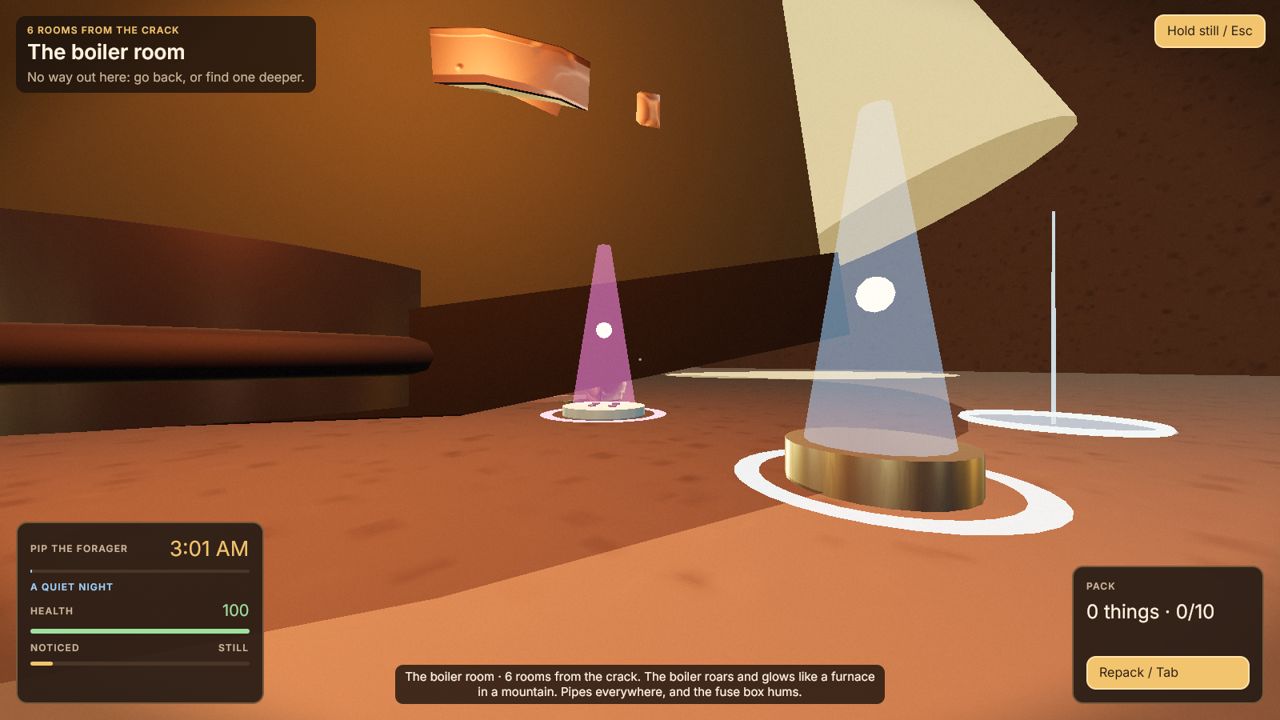 6 ROOMS FROM THE CRACK
The boiler room
No way out here: go back, or find one deeper.
Hold still / Esc
PIP THE FORAGER
3:01 AM
A QUIET NIGHT
HEALTH
100
NOTICED
STILL
The boiler room · 6 rooms from the crack. The boiler roars and glows like a furnace
in a mountain. Pipes everywhere, and the fuse box hums.
PACK
0 things · 0/10
Repack / Tab